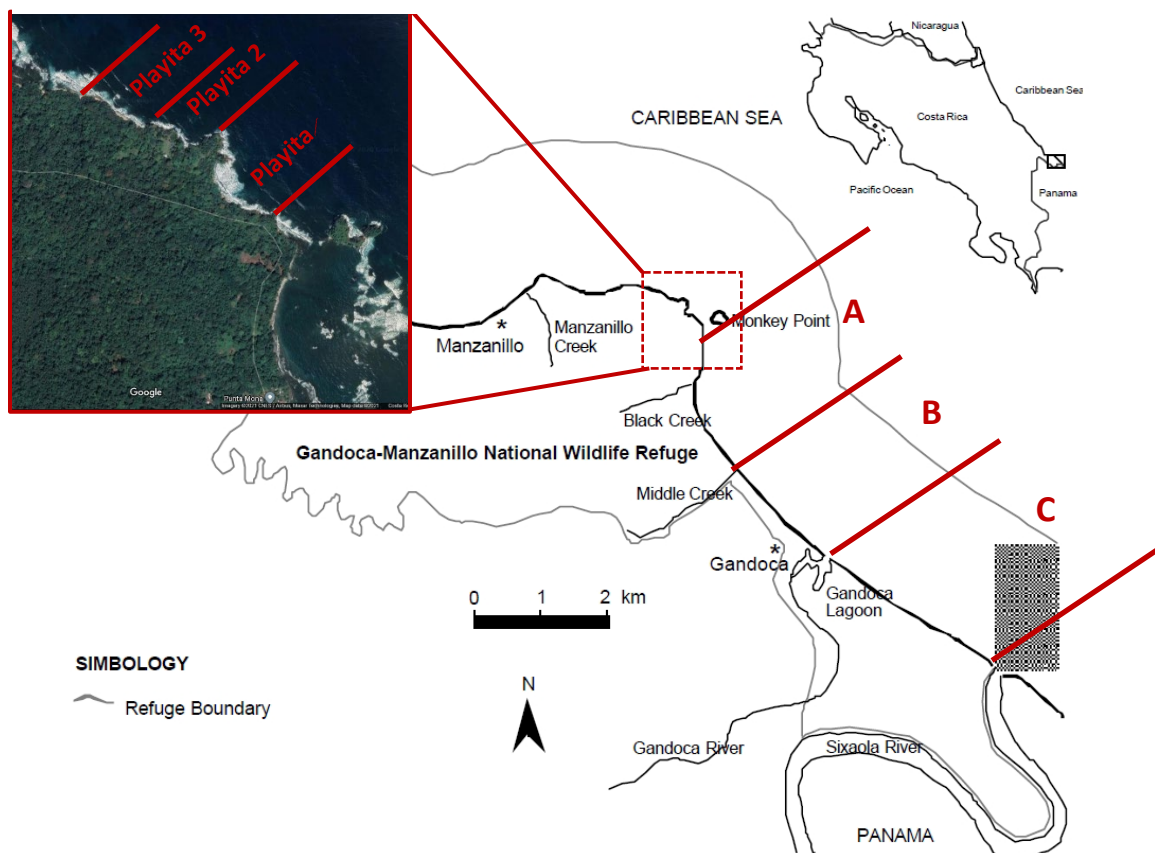 Playita 3
Playita 2
Playita
Google
Punta Mona
Nicaragua
Caribbean Sea
Costa Rica
Pacific Ocean
Panama
CARIBBEAN SEA
A
Monkey Point
Manzanillo
Manzanillo
Creek
Black Creek
B
Gandoca-Manzanillo National Wildlife Refuge
Middle Creek
C
Gandoca
Gandoca
Lagoon
0 1 2 km
SIMBOLOGY
Refuge Boundary
N
Gandoca River
Sixaola River
PANAMA